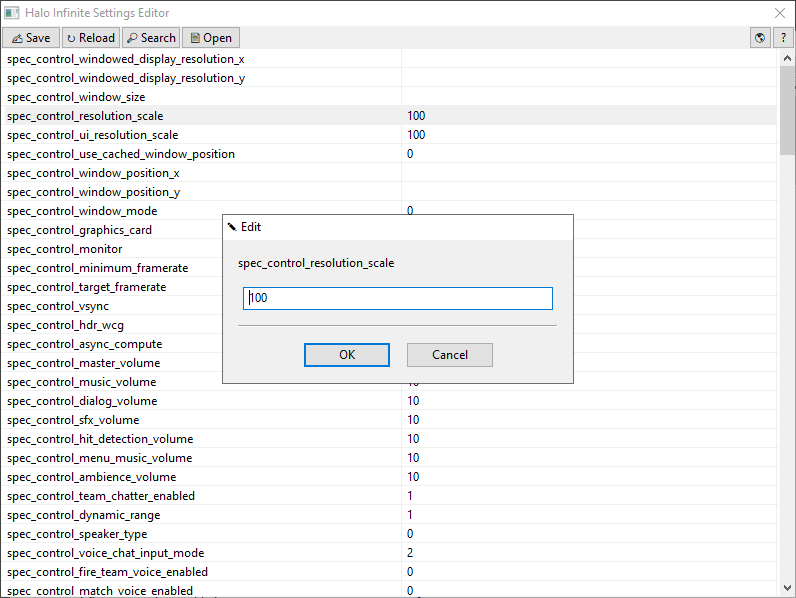 Halo Infinite Settings Editor
Save Reload Search Open ?
spec_control_windowed_display_resolution_x
spec_control_windowed_display_resolution_y
spec_control_window_size
spec_control_resolution_scale 100
spec_control_ui_resolution_scale 100
spec_control_use_cached_window_position 0
spec_control_window_position_x
spec_control_window_position_y
spec_control_window_mode 0
spec_control_graphics_card
spec_control_monitor
spec_control_minimum_framerate
spec_control_target_framerate
spec_control_vsync
spec_control_hdr_wcg
spec_control_async_compute
spec_control_master_volume
spec_control_music_volume 10
spec_control_dialog_volume 10
spec_control_sfx_volume 10
spec_control_hit_detection_volume 10
spec_control_menu_music_volume 10
spec_control_ambience_volume 10
spec_control_team_chatter_enabled 1
spec_control_dynamic_range 1
spec_control_speaker_type 0
spec_control_voice_chat_input_mode 2
spec_control_fire_team_voice_enabled 0
spec_control_match_voice_enabled 0
Edit
spec_control_resolution_scale
100
OK Cancel